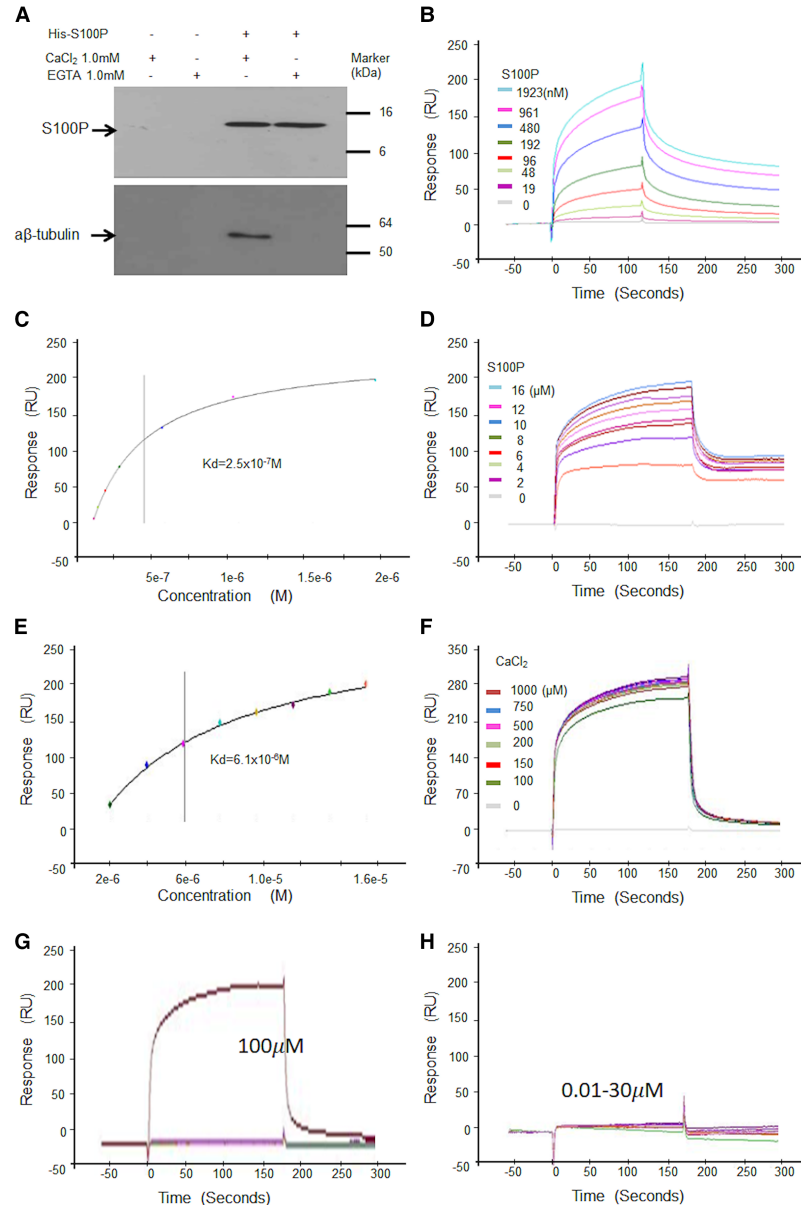 A
His-S100P - - + +
CaCl2 1.0mM + - + -
EGTA 1.0mM - + - +
Marker
(kDa)
S100P
16
6
aβ-tubulin
64
50
B
Response (RU)
250
200
150
100
50
0
-50
S100P
1923(nM)
961
480
192
96
48
19
0
-50 0 50 100 150 200 250 300
Time (Seconds)
C
Response (RU)
250
200
150
100
50
0
-50
Kd=2.5x10-7M
5e-7 1e-6 1.5e-6 2e-6
Concentration (M)
D
Response (RU)
250
200
150
100
50
0
-50
S100P
16 (μM)
12
10
8
6
4
2
0
-50 0 50 100 150 200 250 300
Time (Seconds)
E
Response (RU)
250
200
150
100
50
0
-50
Kd=6.1x10-6M
2e-6 6e-6 1.0e-5 1.6e-5
Concentration (M)
F
Response (RU)
350
280
210
140
70
0
-70
CaCl2
1000 (μM)
750
500
200
150
100
0
-50 0 50 100 150 200 250 300
Time (Seconds)
G
Response (RU)
250
200
150
100
50
0
-50
100μM
-50 0 50 100 150 200 250 300
Time (Seconds)
H
Response (RU)
250
200
150
100
50
0
-50
0.01-30μM
-50 0 50 100 150 200 250 300
Time (Seconds)